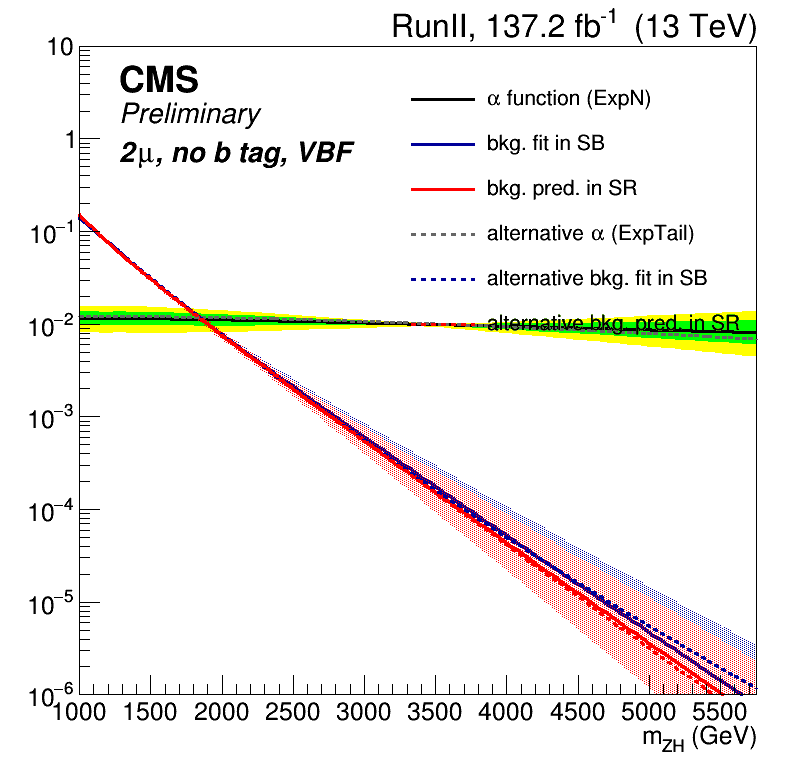 RunII, 137.2 fb⁻¹ (13 TeV)
CMS
Preliminary
2μ, no b tag, VBF
α function (ExpN)
bkg. fit in SB
bkg. pred. in SR
alternative α (ExpTail)
alternative bkg. fit in SB
alternative bkg. pred. in SR
10
1
10⁻¹
10⁻²
10⁻³
10⁻⁴
10⁻⁵
10⁻⁶
1000 1500 2000 2500 3000 3500 4000 4500 5000 5500
m_ZH (GeV)